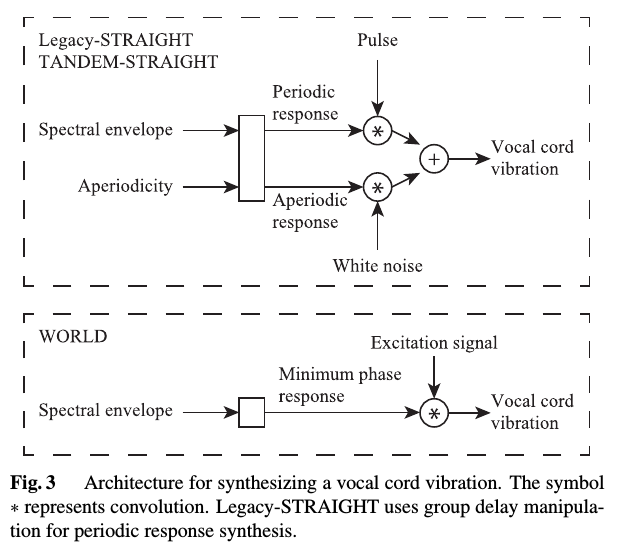 Legacy-STRAIGHT
TANDEM-STRAIGHT
Pulse
Periodic
response
Spectral envelope
*
+
Vocal cord
vibration
Aperiodicity
*
Aperiodic
response
White noise
WORLD
Excitation signal
Minimum phase
response
Spectral envelope
*
Vocal cord
vibration
Fig. 3 Architecture for synthesizing a vocal cord vibration. The symbol
* represents convolution. Legacy-STRAIGHT uses group delay manipula-
tion for periodic response synthesis.